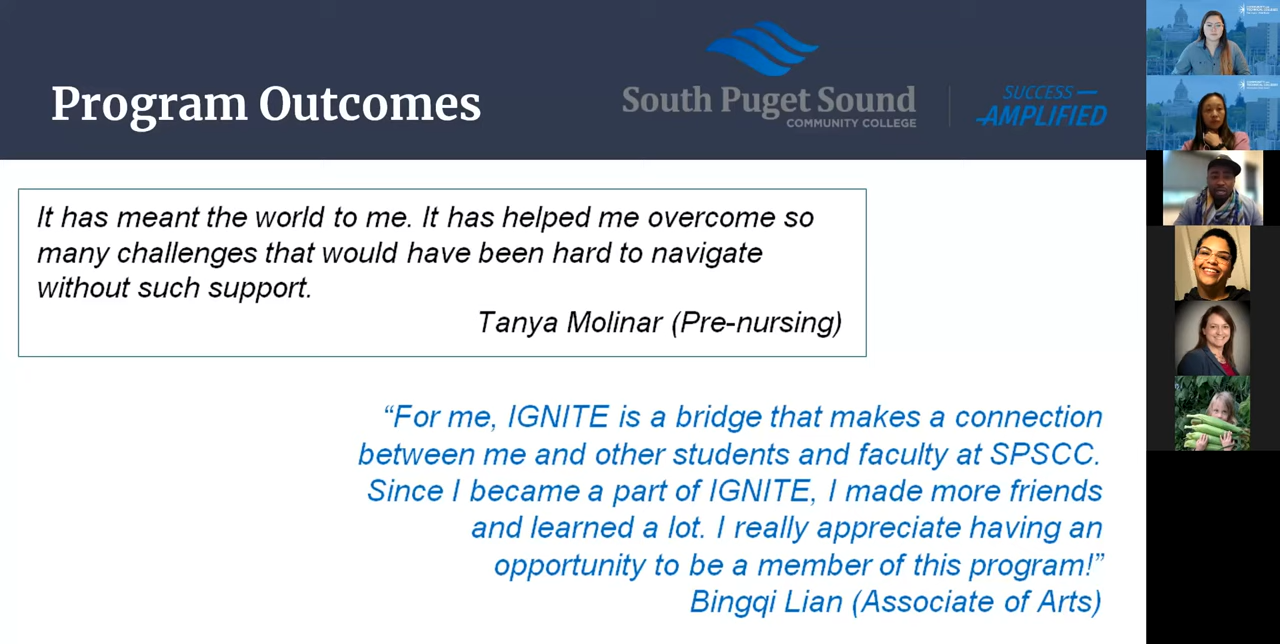 Program Outcomes
South Puget Sound
COMMUNITY COLLEGE
SUCCESS
AMPLIFIED
It has meant the world to me. It has helped me overcome so
many challenges that would have been hard to navigate
without such support.
Tanya Molinar (Pre-nursing)
“For me, IGNITE is a bridge that makes a connection
between me and other students and faculty at SPSCC.
Since I became a part of IGNITE, I made more friends
and learned a lot. I really appreciate having an
opportunity to be a member of this program!”
Bingqi Lian (Associate of Arts)